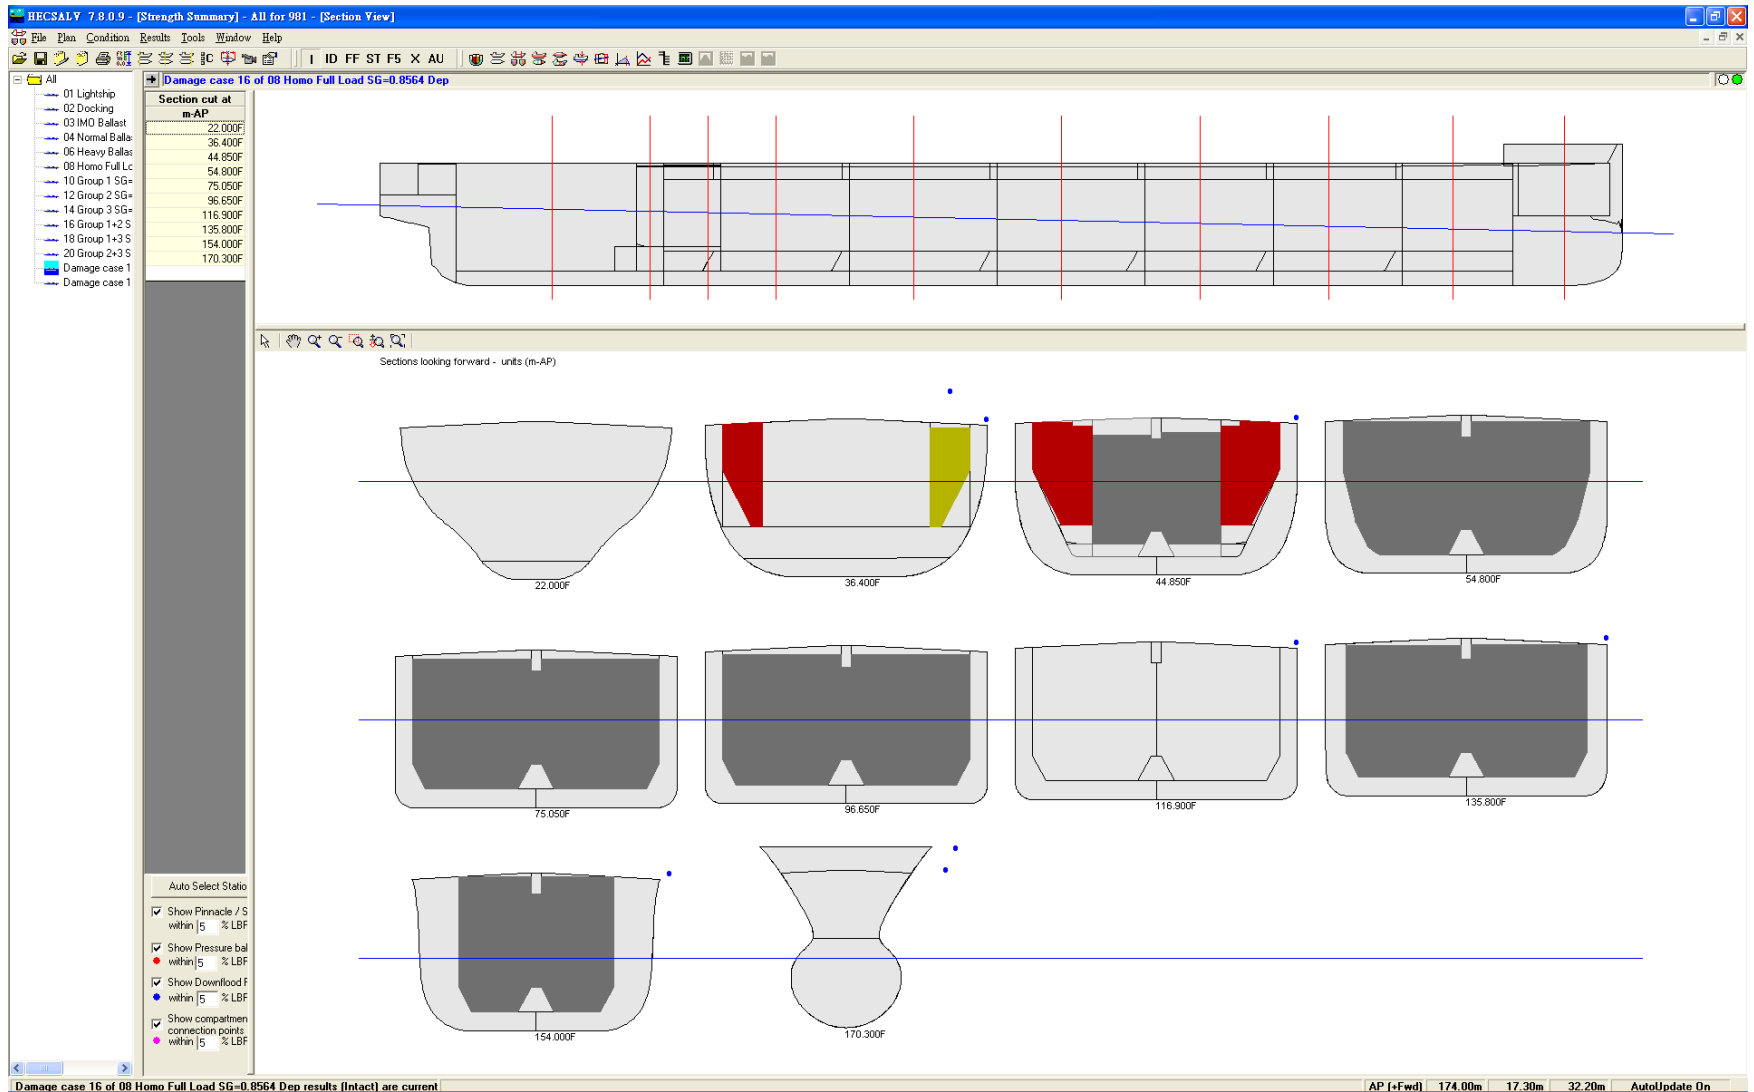 HECSALV 7.8.0.9 - [Strength Summary] - All for 981 - [Section View]
File Plan Condition Results Tools Window Help
I ID FF ST F5 X AU
All
01 Lightship
02 Docking
03 IMO Ballast
04 Normal Balla
06 Heavy Ballas
08 Homo Full Lo
10 Group 1 SG=
12 Group 2 SG=
14 Group 3 SG=
16 Group 1+2 S
18 Group 1+3 S
20 Group 2+3 S
Damage case 1
Damage case 1
Damage case 16 of 08 Homo Full Load SG=0.8564 Dep
Section cut at
m-AP
22.000F
36.400F
44.850F
54.800F
75.050F
96.650F
116.900F
135.800F
154.000F
170.300F
Sections looking forward - units (m-AP)
22.000F
36.400F
44.850F
54.800F
75.050F
96.650F
116.900F
135.800F
154.000F
170.300F
Auto Select Statio
Show Pinnacle / S
within 5 % LBF
Show Pressure bal
within 5 % LBF
Show Downflood F
within 5 % LBF
Show compartmen
connection points
within 5 % LBF
Damage case 16 of 08 Homo Full Load SG=0.8564 Dep results (Intact) are current
AP (+Fwd) 174.00m 17.30m 32.20m AutoUpdate On